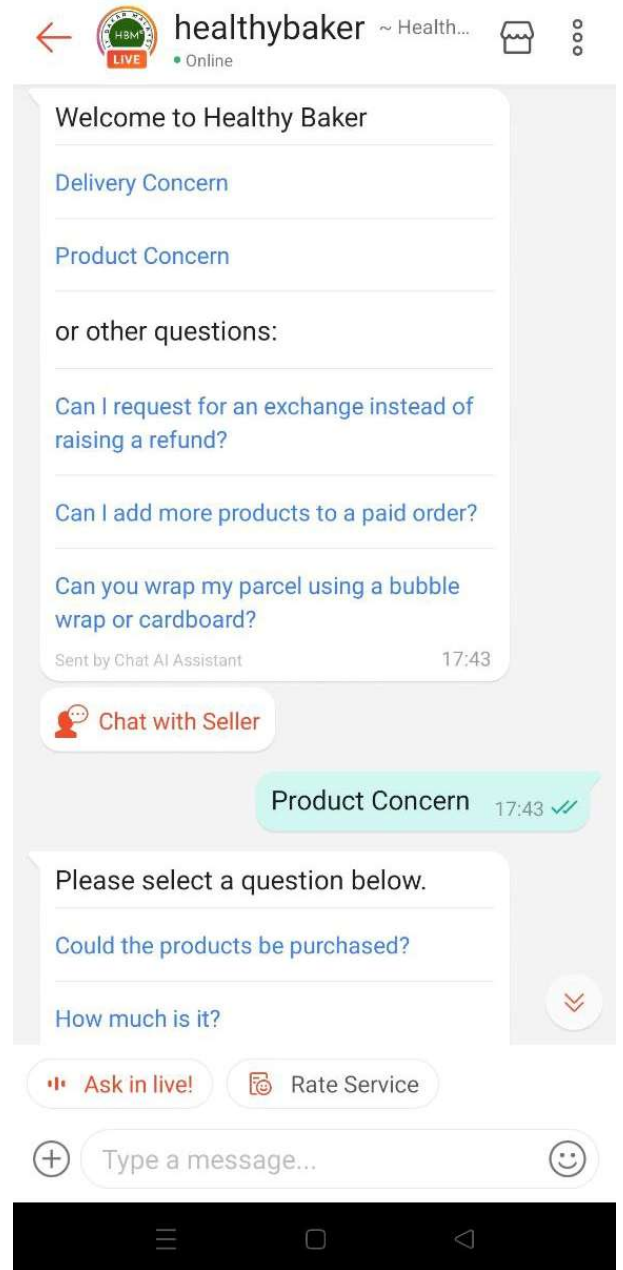 healthybaker ~ Health...
HBM
LIVE
Online
Welcome to Healthy Baker
Delivery Concern
Product Concern
or other questions:
Can I request for an exchange instead of
raising a refund?
Can I add more products to a paid order?
Can you wrap my parcel using a bubble
wrap or cardboard?
Sent by Chat AI Assistant 17:43
Chat with Seller
Product Concern 17:43
Please select a question below.
Could the products be purchased?
How much is it?
Ask in live! Rate Service
Type a message...